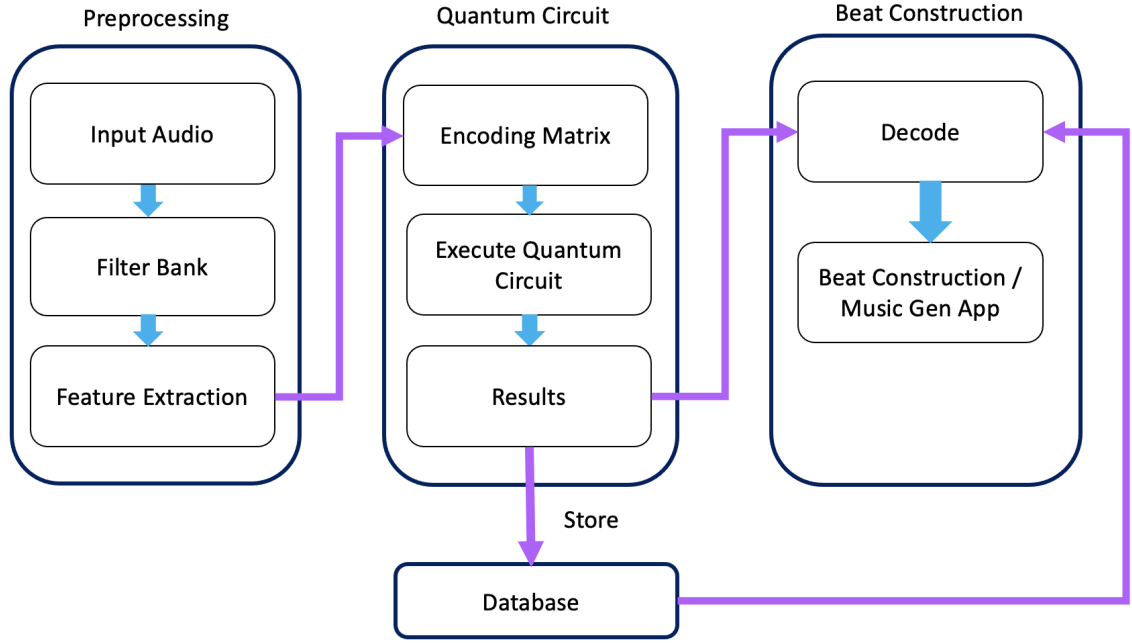 Preprocessing
Input Audio
Filter Bank
Feature Extraction
Quantum Circuit
Encoding Matrix
Execute Quantum
Circuit
Results
Store
Database
Beat Construction
Decode
Beat Construction /
Music Gen App